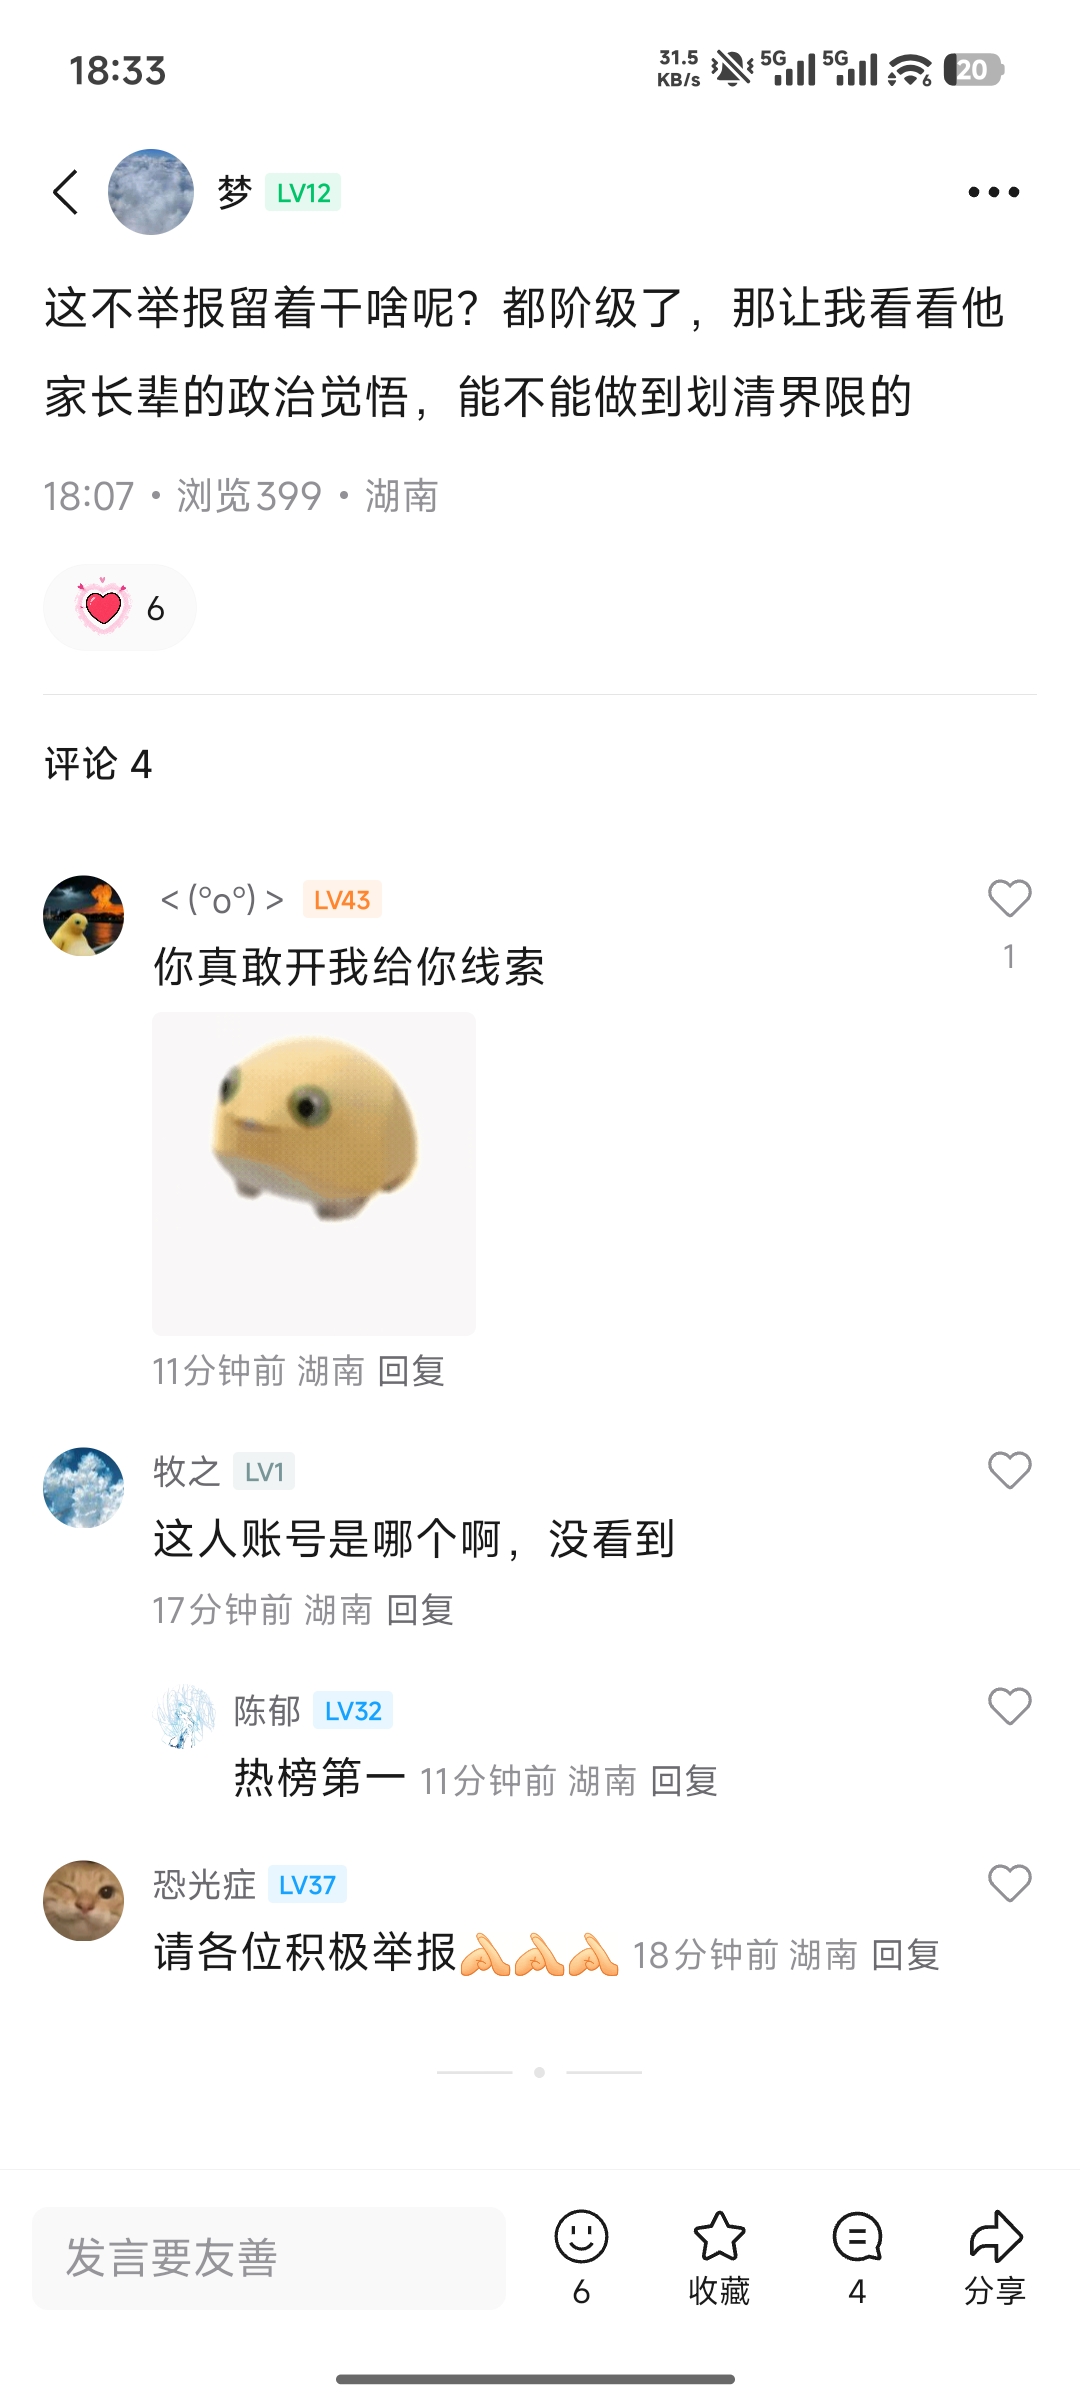 18:33
31.5 KB/s 5G 5G 6 20
梦 LV12
这不举报留着干啥呢？都阶级了，那让我看看他
家长辈的政治觉悟，能不能做到划清界限的
18:07 • 浏览399 • 湖南
6
评论 4
＜(°o°)＞ LV43
你真敢开我给你线索
1
11分钟前 湖南 回复
牧之 LV1
这人账号是哪个啊，没看到
17分钟前 湖南 回复
陈郁 LV32
热榜第一 11分钟前 湖南 回复
恐光症 LV37
请各位积极举报🫰🫰🫰 18分钟前 湖南 回复
发言要友善
6 收藏 4 分享